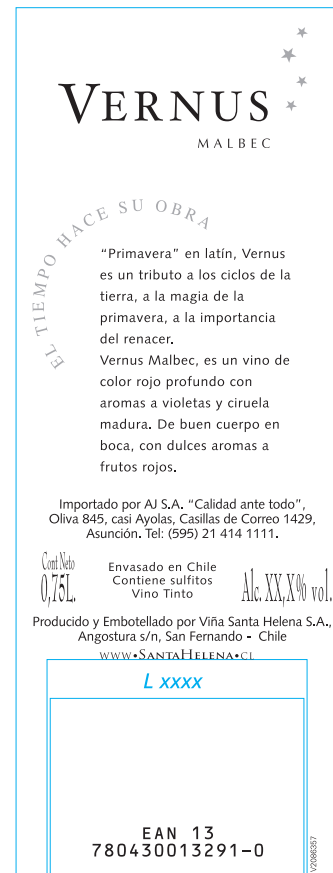 VERNUS
MALBEC
EL TIEMPO HACE SU OBRA
“Primavera” en latín, Vernus
es un tributo a los ciclos de la
tierra, a la magia de la
primavera, a la importancia
del renacer.
Vernus Malbec, es un vino de
color rojo profundo con
aromas a violetas y ciruela
madura. De buen cuerpo en
boca, con dulces aromas a
frutos rojos.
Importado por AJ S.A. “Calidad ante todo”,
Oliva 845, casi Ayolas, Casillas de Correo 1429,
Asunción. Tel: (595) 21 414 1111.
Cont Neto
0,75L.
Envasado en Chile
Contiene sulfitos
Vino Tinto
Alc. XX,X% vol.
Producido y Embotellado por Viña Santa Helena S.A.,
Angostura s/n, San Fernando - Chile
WWW•SANTAHELENA•CL
L xxxx
EAN 13
780430013291-0
V2086357